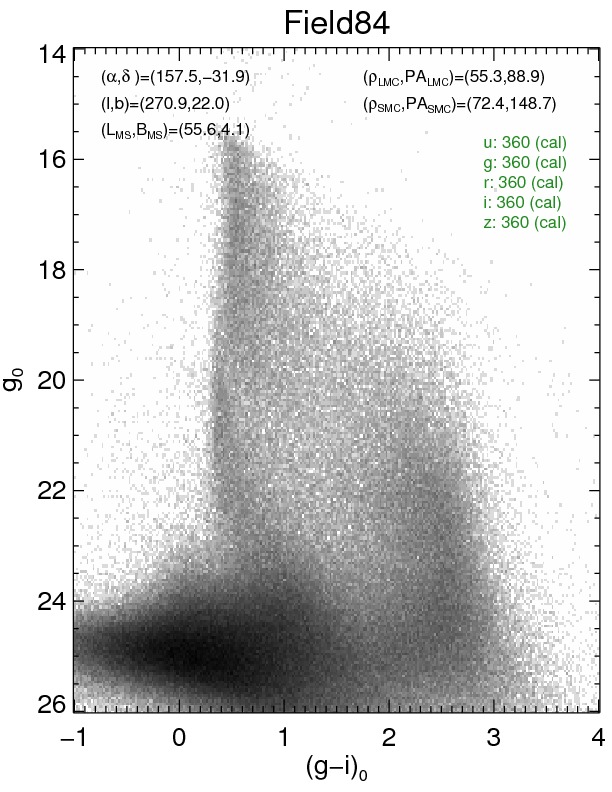 Field84
(α,δ )=(157.5,−31.9)
(ρLMC,PALMC)=(55.3,88.9)
(l,b)=(270.9,22.0)
(ρSMC,PASMC)=(72.4,148.7)
(LMS,BMS)=(55.6,4.1)
u: 360 (cal)
g: 360 (cal)
r: 360 (cal)
i: 360 (cal)
z: 360 (cal)
14
16
18
20
22
24
26
g0
−1 0 1 2 3 4
(g−i)0